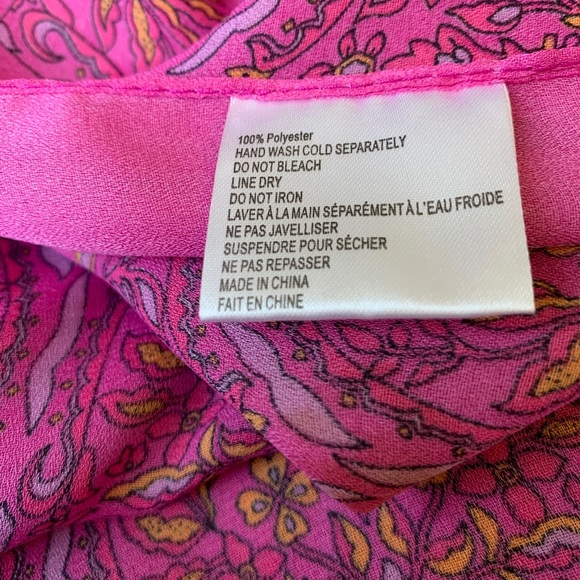 100% Polyester
HAND WASH COLD SEPARATELY
DO NOT BLEACH
LINE DRY
DO NOT IRON
LAVER À LA MAIN SÉPARÉMENT À L'EAU FROIDE
NE PAS JAVELLISER
SUSPENDRE POUR SÉCHER
NE PAS REPASSER
MADE IN CHINA
FAIT EN CHINE